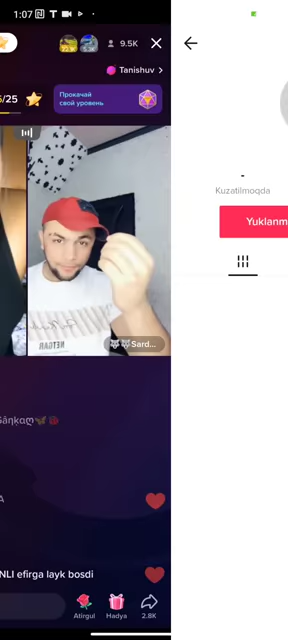 1:07
9.5K
Tanishuv >
/25
Прокачай
свой уровень
Sard...
NETGAR
-
Kuzatilmoqda
Yuklanm
A
NLI efirga layk bosdi
Atirgul
Hadya
2.8K